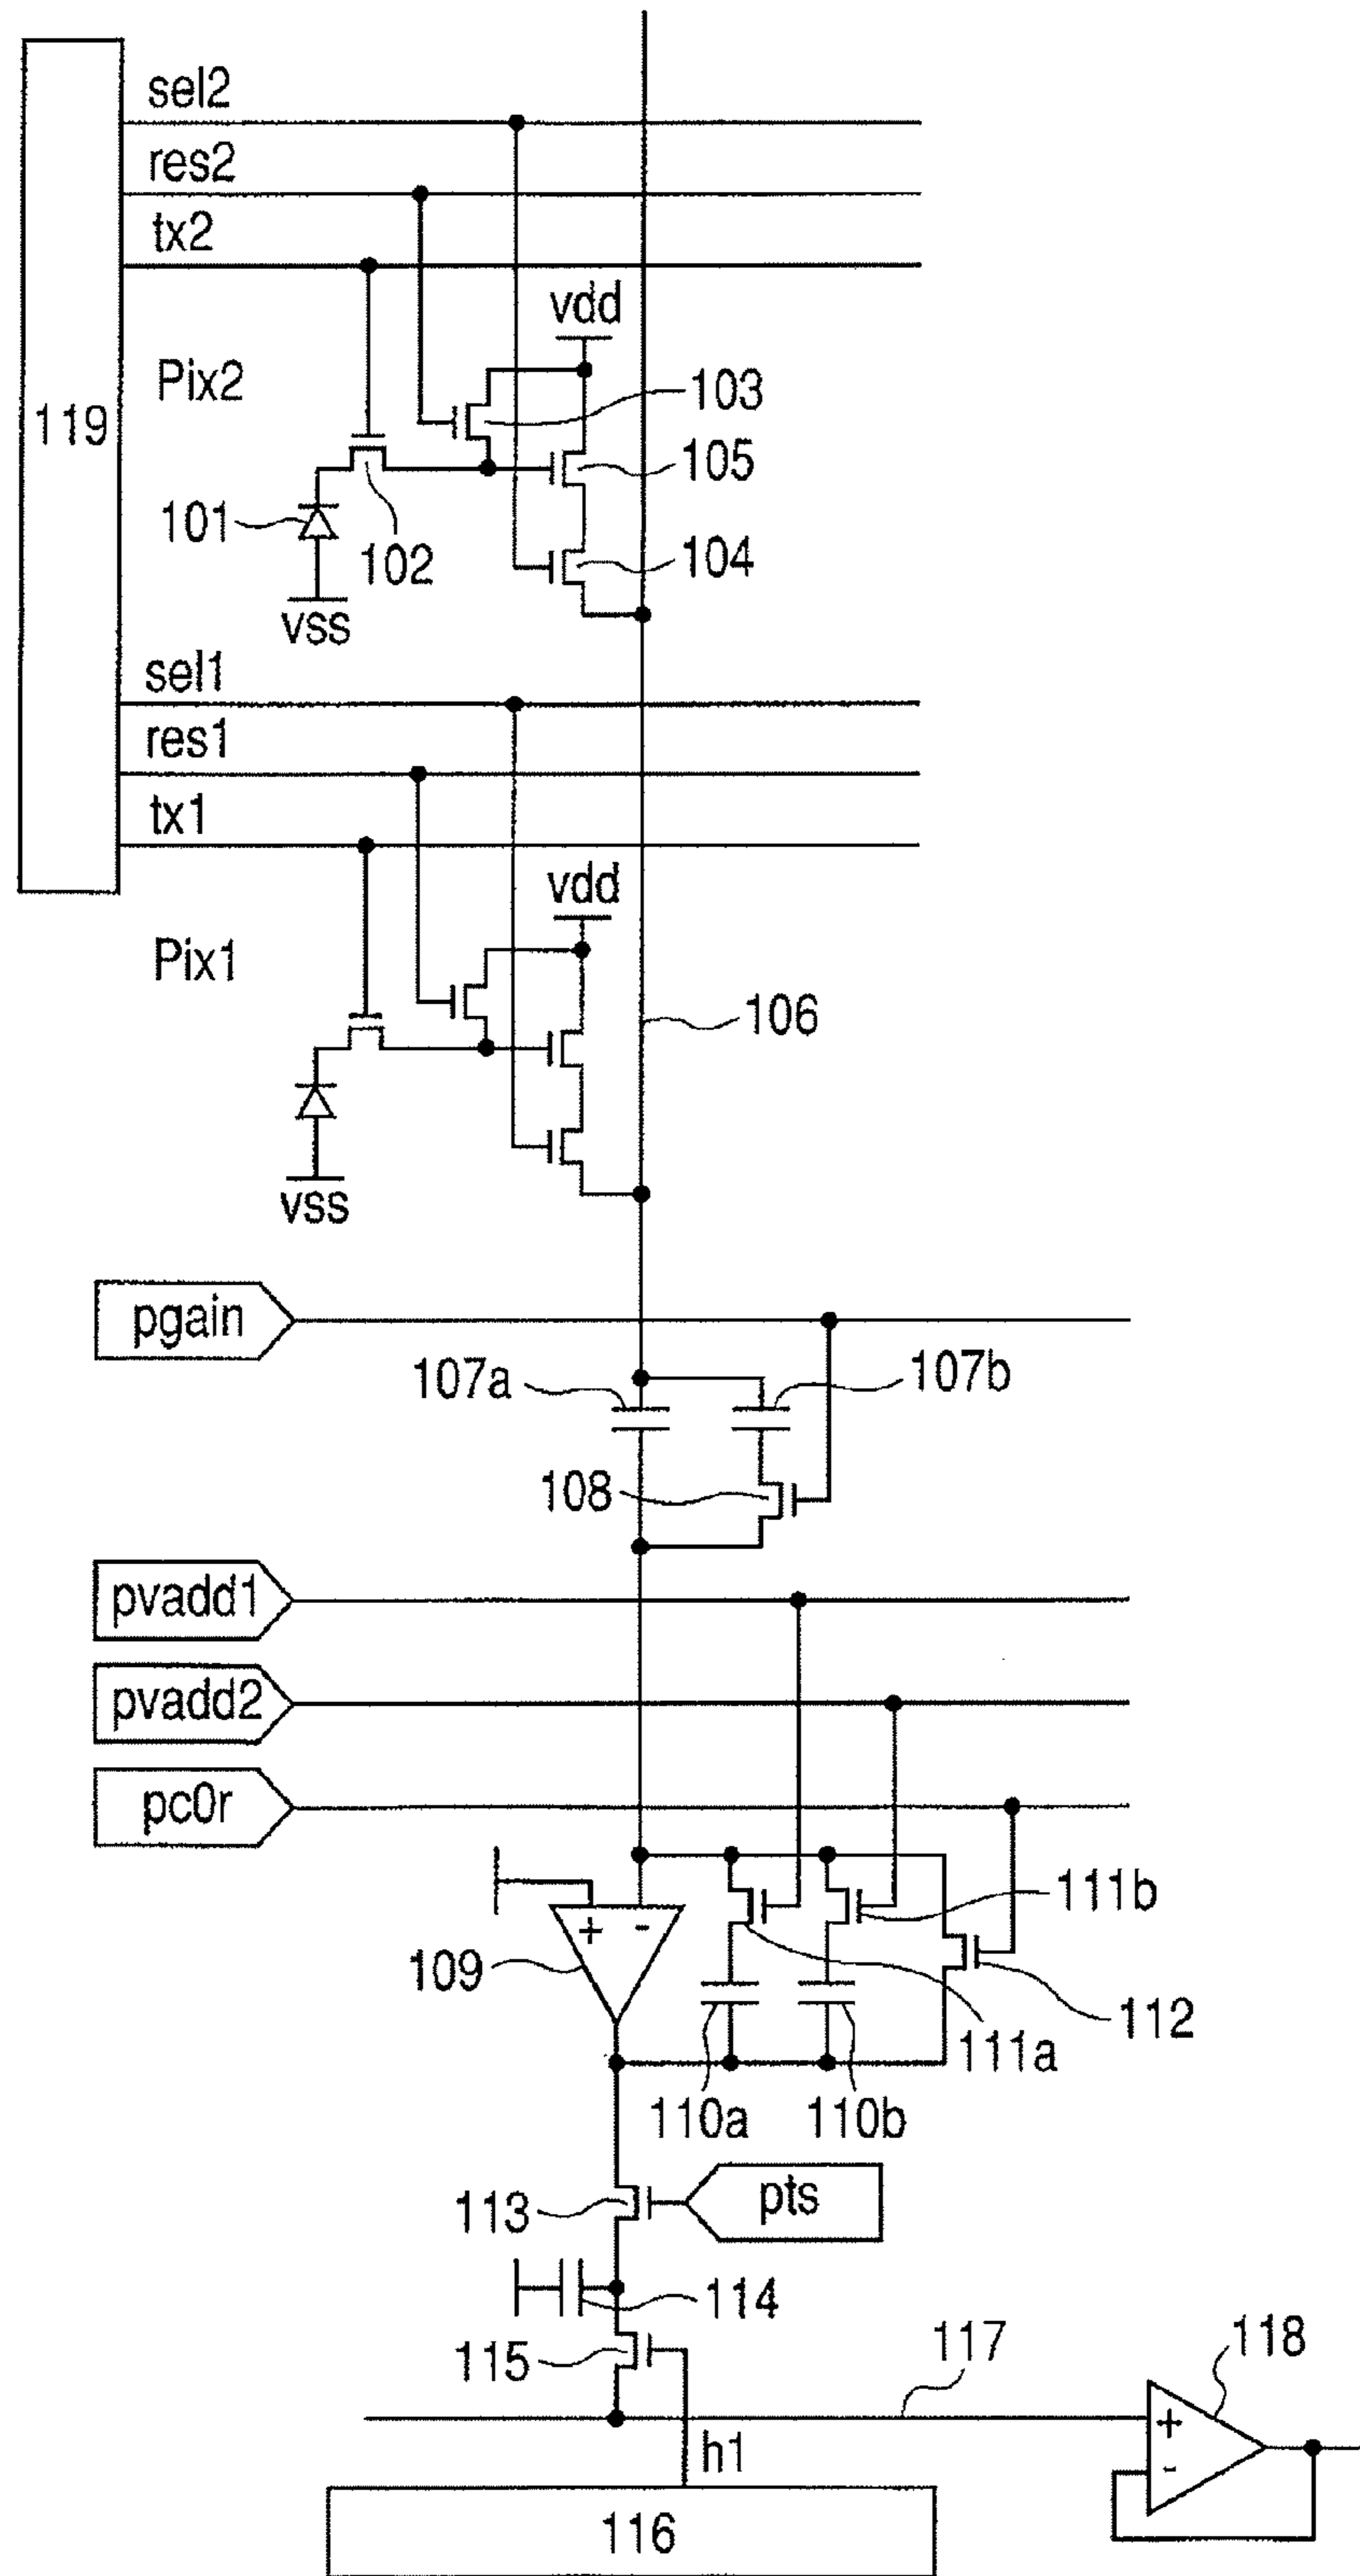 sel2
res2
tx2
vdd
Pix2
103
119
105
101
102
104
vss
sel1
res1
tx1
vdd
Pix1
106
vss
pgain
107a
107b
108
pvadd1
pvadd2
pc0r
111b
+ -
109
112
111a
110a
110b
113
pts
114
115
117
118
+
-
h1
116